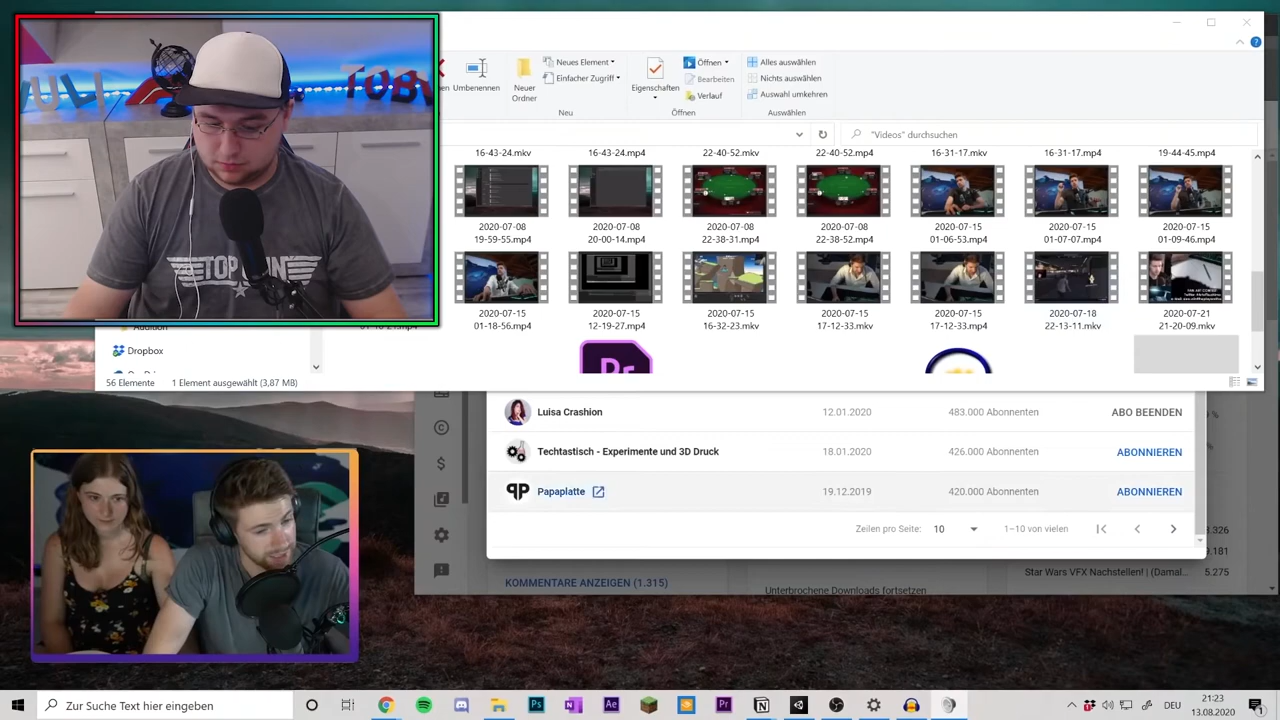 Umbenennen
Neuer
Ordner
Neues Element
Einfacher Zugriff
Neu
Eigenschaften
Öffnen
Bearbeiten
Verlauf
Öffnen
Alles auswählen
Nichts auswählen
Auswahl umkehren
Auswählen
"Videos" durchsuchen
16-43-24.mkv
16-43-24.mp4
22-40-52.mkv
22-40-52.mp4
16-31-17.mkv
16-31-17.mp4
19-44-45.mp4
2020-07-08
19-59-55.mp4
2020-07-08
20-00-14.mp4
2020-07-08
22-38-31.mp4
2020-07-08
22-38-52.mp4
2020-07-15
01-06-53.mp4
2020-07-15
01-07-07.mp4
2020-07-15
01-09-46.mp4
2020-07-15
01-18-56.mp4
2020-07-15
12-19-27.mp4
2020-07-15
16-32-23.mkv
2020-07-15
17-12-33.mkv
2020-07-15
17-12-33.mp4
2020-07-18
22-13-11.mkv
2020-07-21
21-20-09.mkv
Pr
TOBY
TOP GUN
Audition
Dropbox
56 Elemente
1 Element ausgewählt (3,87 MB)
Luisa Crashion
12.01.2020
483.000 Abonnenten
ABO BEENDEN
Techtastisch - Experimente und 3D Druck
18.01.2020
426.000 Abonnenten
ABONNIEREN
Papaplatte
19.12.2019
420.000 Abonnenten
ABONNIEREN
Zeilen pro Seite:
10
1–10 von vielen
KOMMENTARE ANZEIGEN (1.315)
Unterbrochene Downloads fortsetzen
Star Wars VFX Nachstellen! | (Damal...
5.275
Zur Suche Text hier eingeben
Ps
Ae
Pr
DEU
21:23
13.08.2020